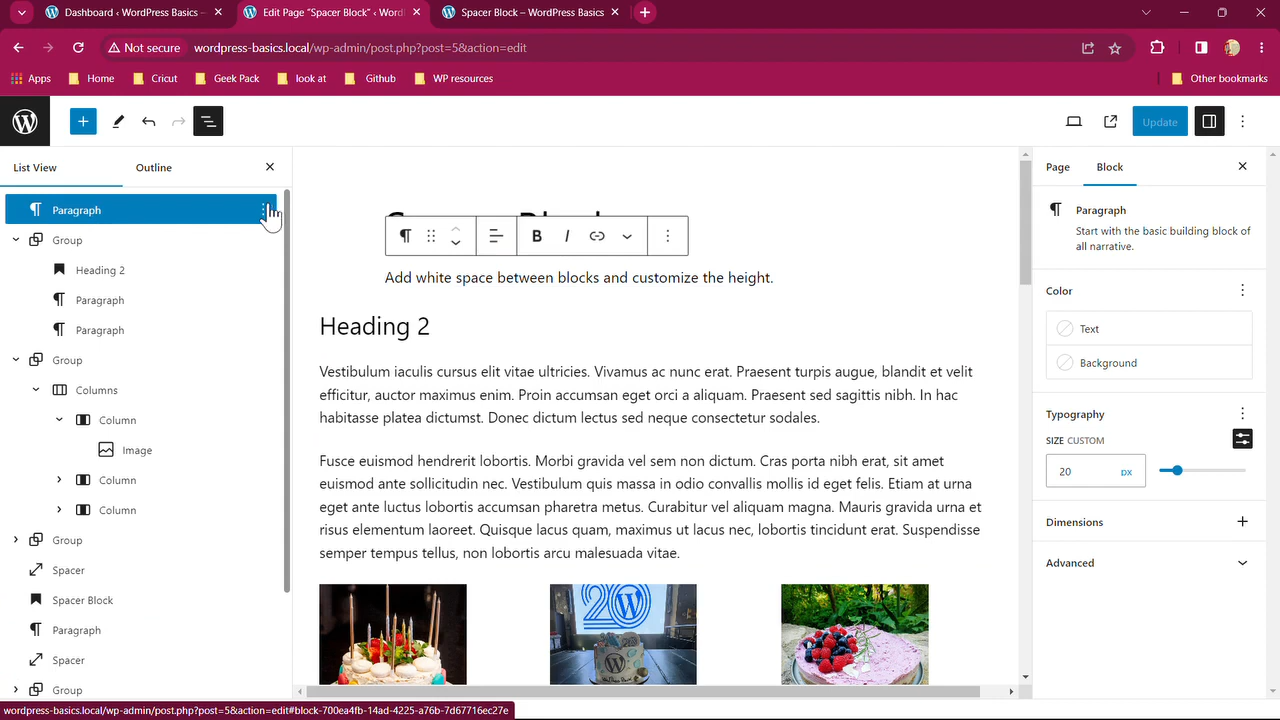 Dashboard ‹ WordPress Basics –
Edit Page "Spacer Block" ‹ Word
Spacer Block – WordPress Basics
Not secure
wordpress-basics.local/wp-admin/post.php?post=5&action=edit
Apps
Home
Cricut
Geek Pack
look at
Github
WP resources
Other bookmarks
Update
List View
Outline
Paragraph
Group
Heading 2
Paragraph
Paragraph
Group
Columns
Column
Image
Column
Column
Group
Spacer
Spacer Block
Paragraph
Spacer
Group
B
I
Add white space between blocks and customize the height.
Heading 2
Vestibulum iaculis cursus elit vitae ultricies. Vivamus ac nunc erat. Praesent turpis augue, blandit et velit
efficitur, auctor maximus enim. Proin accumsan eget orci a aliquam. Praesent sed sagittis nibh. In hac
habitasse platea dictumst. Donec dictum lectus sed neque consectetur sodales.
Fusce euismod hendrerit lobortis. Morbi gravida vel sem non dictum. Cras porta nibh erat, sit amet
euismod ante sollicitudin nec. Vestibulum quis massa in odio convallis mollis id eget felis. Etiam at urna
eget ante luctus lobortis accumsan pharetra metus. Curabitur vel aliquam magna. Mauris gravida urna et
risus elementum laoreet. Quisque lacus quam, maximus ut lacus nec, lobortis tincidunt erat. Suspendisse
semper tempus tellus, non lobortis arcu malesuada vitae.
20
Page
Block
Paragraph
Start with the basic building block of
all narrative.
Color
Text
Background
Typography
SIZE CUSTOM
20
px
Dimensions
Advanced
wordpress-basics.local/wp-admin/post.php?post=5&action=edit#block-700ea4fb-14ad-4225-a76b-7d67716ec27e